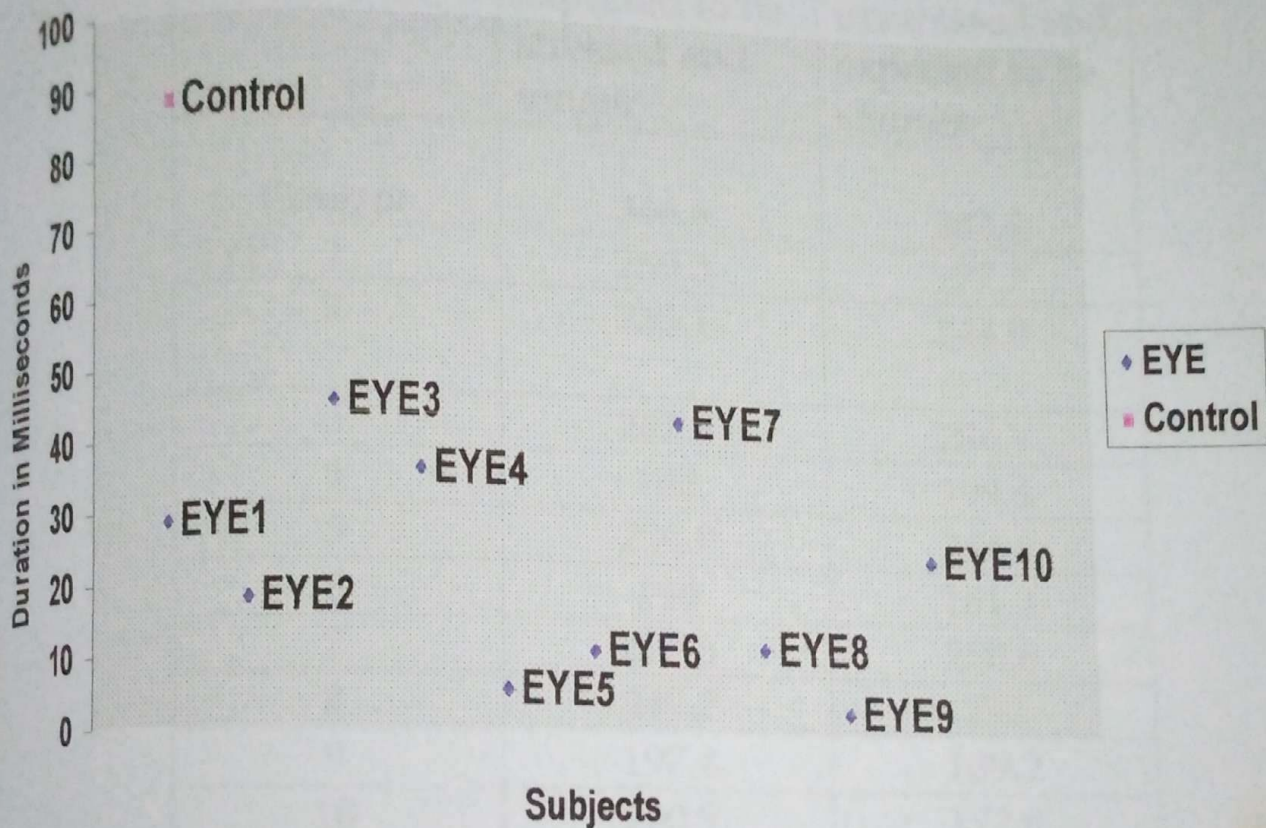 100
90
80
70
60
50
40
30
20
10
0
Duration in Milliseconds
Control
EYE3
EYE7
EYE4
EYE1
EYE10
EYE2
EYE6
EYE8
EYE5
EYE9
Subjects
EYE
Control